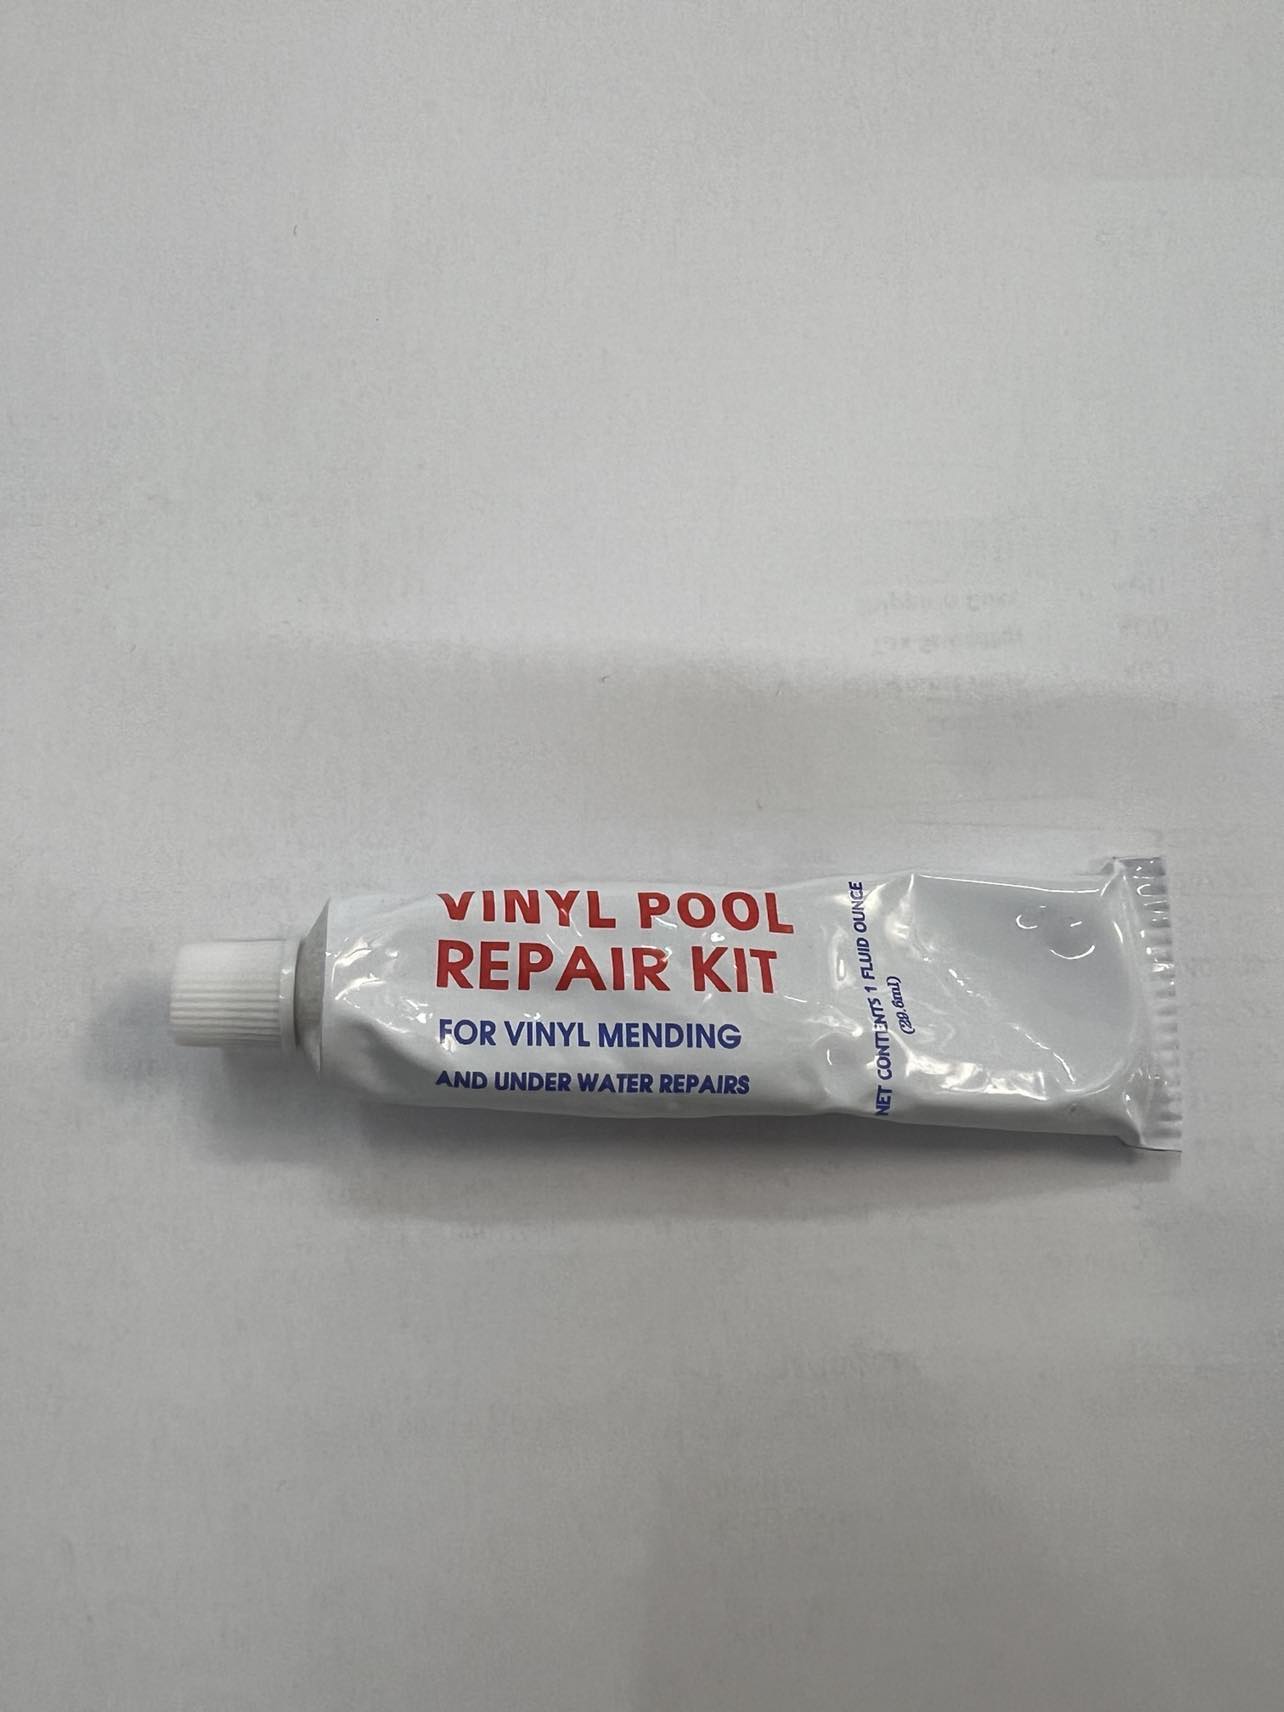 VINYL POOL
REPAIR KIT
FOR VINYL MENDING
AND UNDER WATER REPAIRS
NET CONTENTS 1 FLUID OUNCE
(29.6ml)